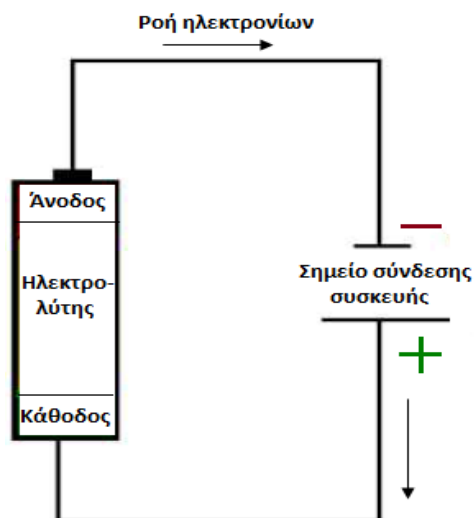 Ροή ηλεκτρονίων
Άνοδος
Ηλεκτρο-
λύτης
Κάθοδος
−
Σημείο σύνδεσης
συσκευής
+